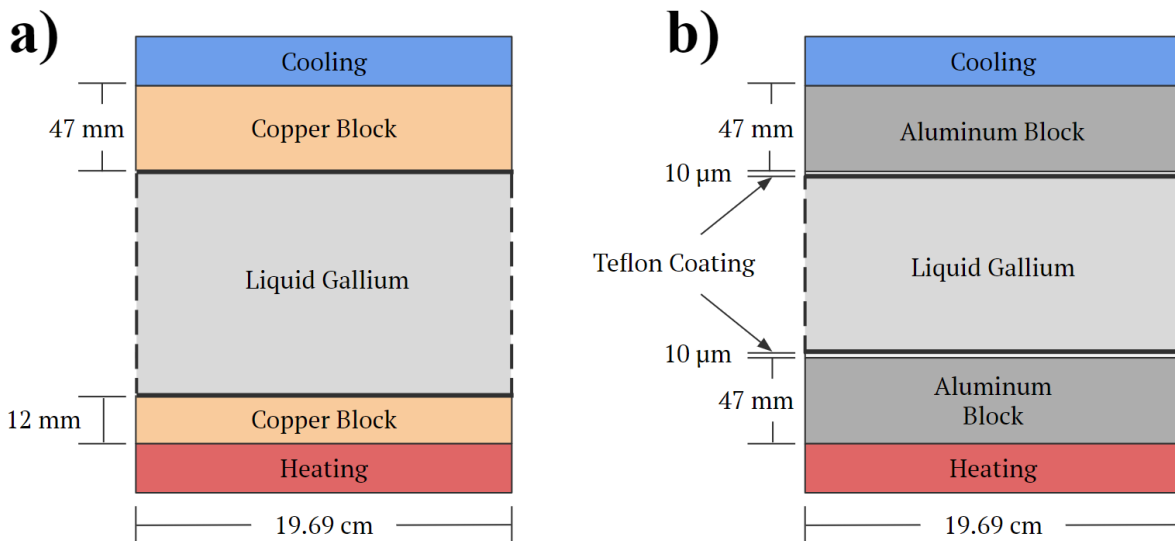 a)
Cooling
47 mm
Copper Block
Liquid Gallium
12 mm
Copper Block
Heating
19.69 cm
b)
Cooling
47 mm
Aluminum Block
10 μm
Teflon Coating
Liquid Gallium
10 μm
47 mm
Aluminum
Block
Heating
19.69 cm